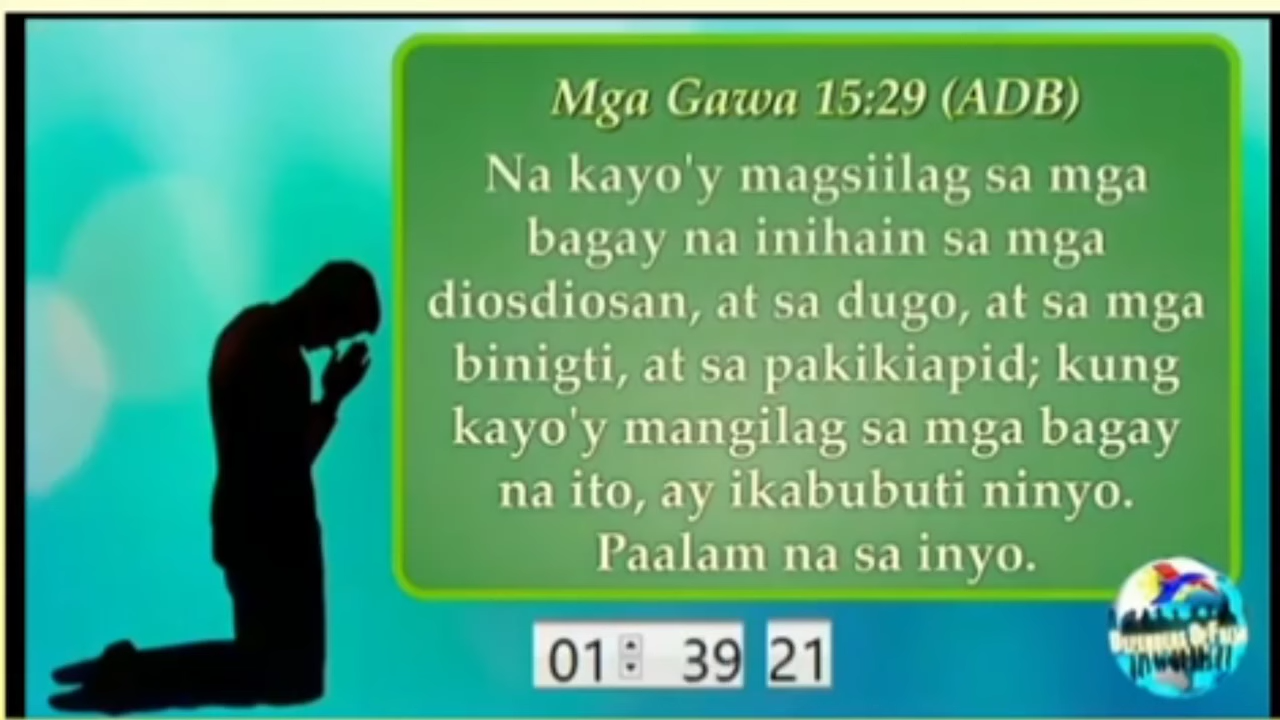 Mga Gawa 15:29 (ADB)
Na kayo'y magsiilag sa mga
bagay na inihain sa mga
diosdiosan, at sa dugo, at sa mga
binigti, at sa pakikiapid; kung
kayo'y mangilag sa mga bagay
na ito, ay ikabubuti ninyo.
Paalam na sa inyo.
01 39 21